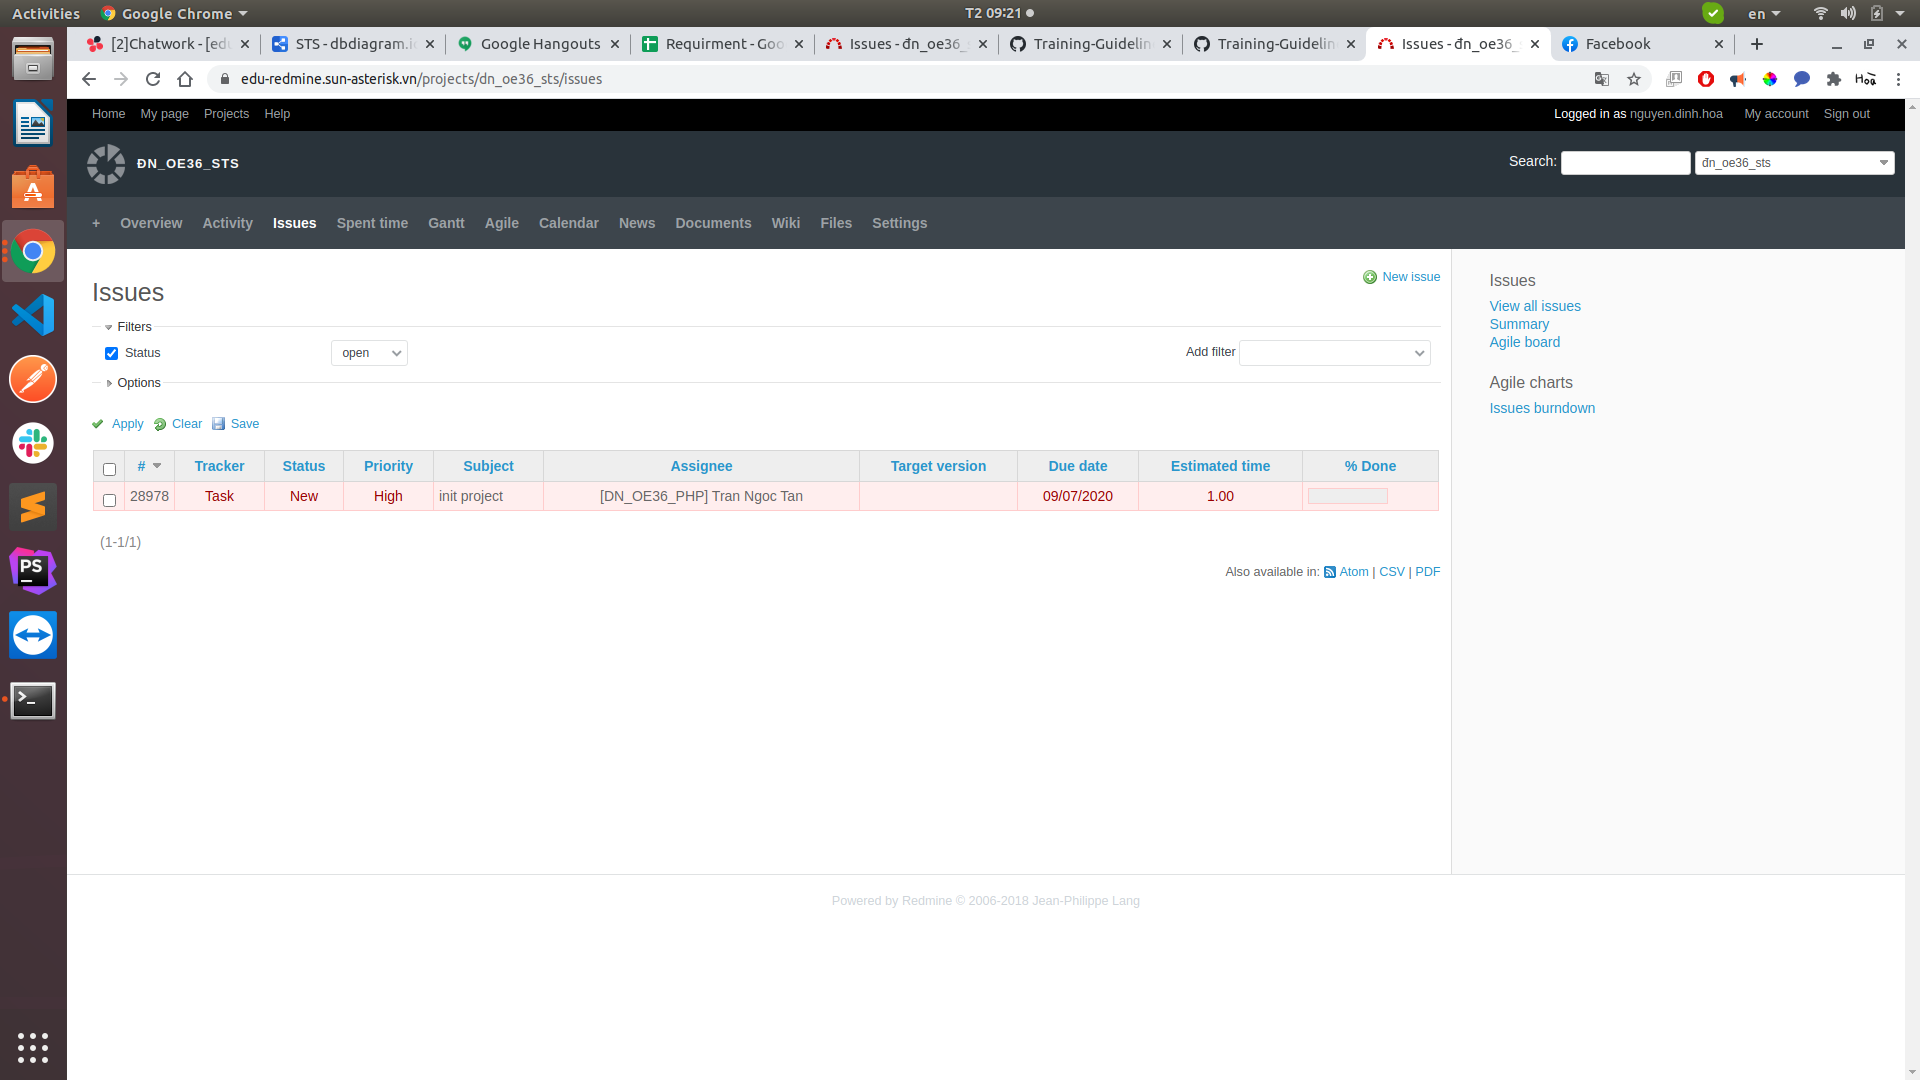 Activities Google Chrome T2 09:21 en
[2]Chatwork - [edu STS - dbdiagram.i Google Hangouts Requirment - Goo Issues - đn_oe36_s Training-Guidelin Training-Guidelin Issues - đn_oe36_s Facebook
edu-redmine.sun-asterisk.vn/projects/dn_oe36_sts/issues
Home My page Projects Help Logged in as nguyen.dinh.hoa My account Sign out
ĐN_OE36_STS Search: đn_oe36_sts
+ Overview Activity Issues Spent time Gantt Agile Calendar News Documents Wiki Files Settings
New issue
Issues
Filters
Status open Add filter
Options
Apply Clear Save
# Tracker Status Priority Subject Assignee Target version Due date Estimated time % Done
28978 Task New High init project [DN_OE36_PHP] Tran Ngoc Tan 09/07/2020 1.00
(1-1/1)
Also available in: Atom | CSV | PDF
Issues
View all issues
Summary
Agile board
Agile charts
Issues burndown
Powered by Redmine © 2006-2018 Jean-Philippe Lang
PS